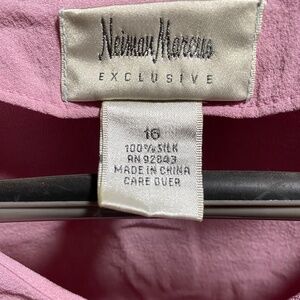 Neiman Marcus
EXCLUSIVE
16
100% SILK
RN 92843
MADE IN CHINA
CARE OVER